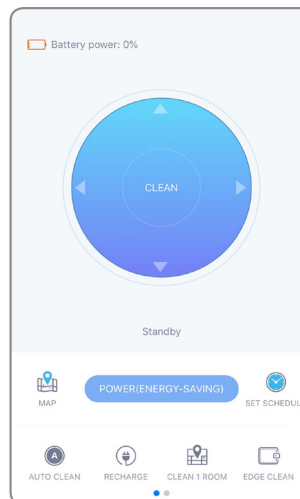 Battery power: 0%
CLEAN
Standby
POWER(ENERGY-SAVING)
MAP
SET SCHEDUL
A
AUTO CLEAN
RECHARGE
CLEAN 1 ROOM
EDGE CLEAN